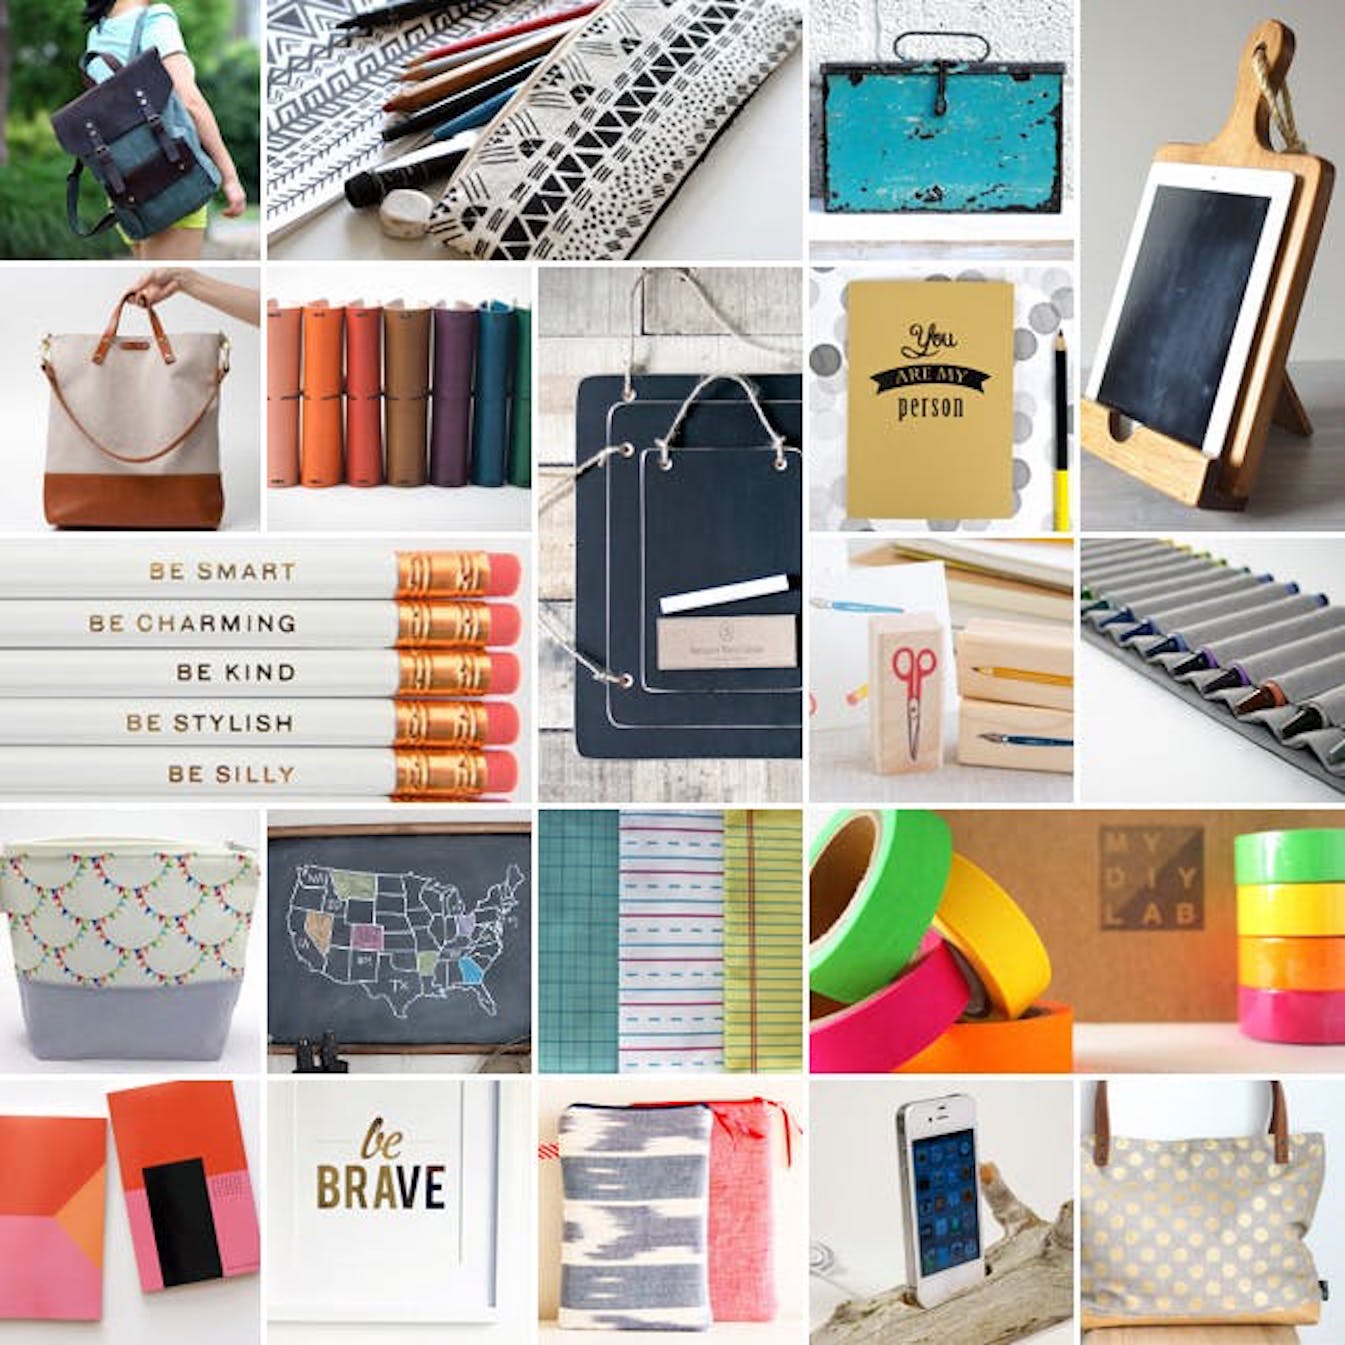 You
ARE MY
person
BE SMART
BE CHARMING
BE KIND
BE STYLISH
BE SILLY
MY
DIY
LAB
be
BRAVE